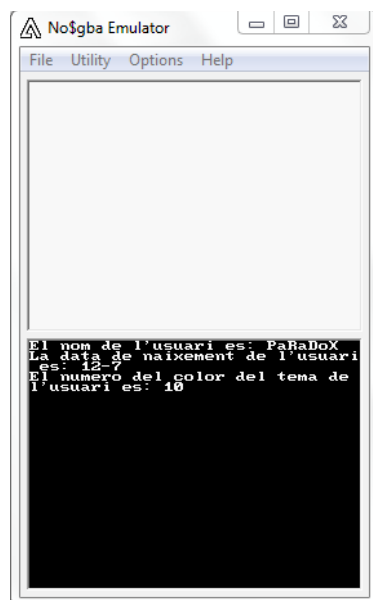 No$gba Emulator
File Utility Options Help
El nom de l'usuari es: PaRaDoX
La data de naixement de l'usuari
es: 12-7
El numero del color del tema de
l'usuari es: 10